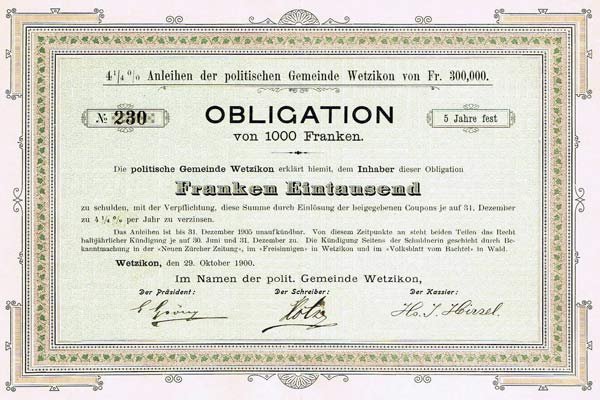 4 1/4 % Anleihen der politischen Gemeinde Wetzikon von Fr. 300,000.
№ 230
OBLIGATION
von 1000 Franken.
5 Jahre fest
Die politische Gemeinde Wetzikon erklärt hiemit, dem Inhaber dieser Obligation
Franken Eintausend
zu schulden, mit der Verpflichtung, diese Summe durch Einlösung der beigegebenen Coupons je auf 31. Dezember
zu 4 1/4 % per Jahr zu verzinsen.
Das Anleihen ist bis 31. Dezember 1905 unaufkündbar. Von diesem Zeitpunkte an steht beiden Teilen das Recht
halbjährlicher Kündigung je auf 30. Juni und 31. Dezember zu. Die Kündigung Seitens der Schuldnerin geschieht durch Be-
kanntmachung in der «Neuen Zürcher Zeitung», im «Freisinnigen» in Wetzikon und im «Volksblatt vom Bachtel» in Wald.
Wetzikon, den 29. Oktober 1900.
Im Namen der polit. Gemeinde Wetzikon,
Der Präsident: Der Schreiber: Der Kassier:
Hs. J. Hirzel.